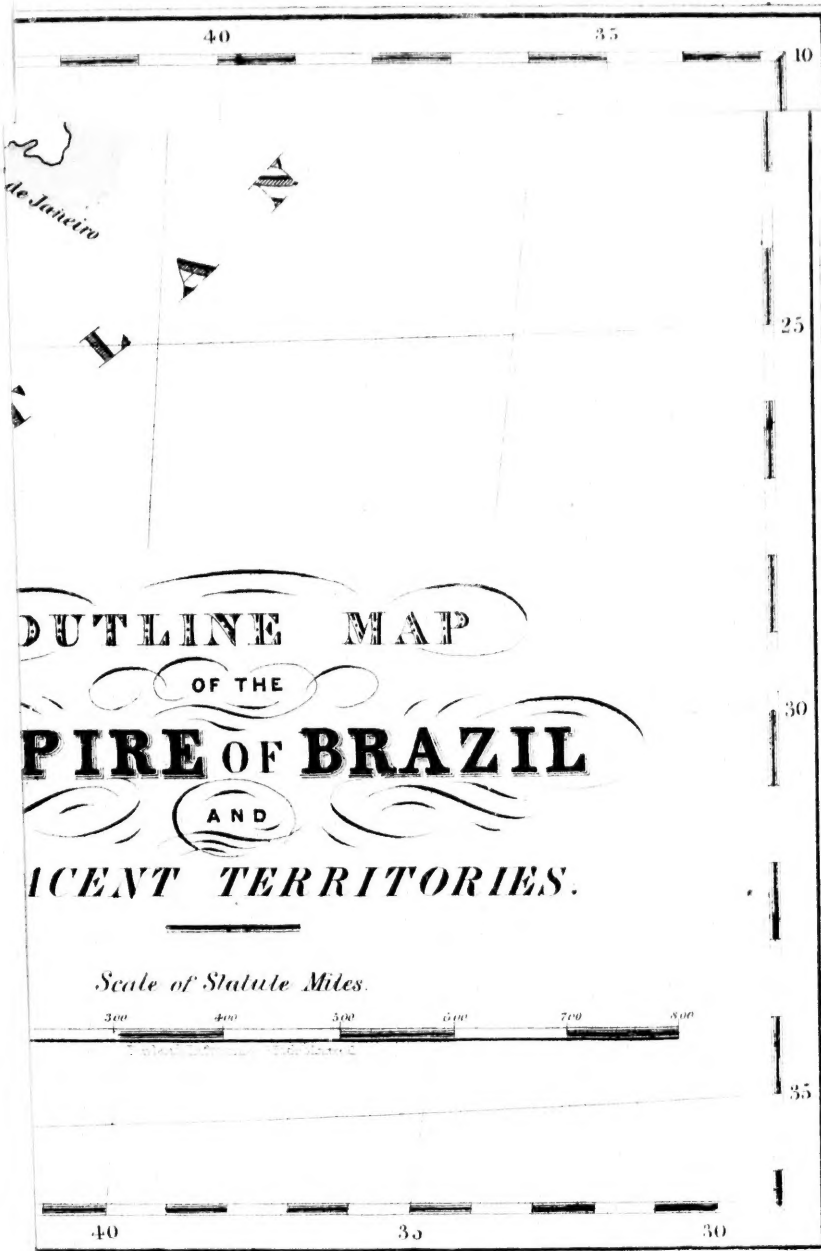 40 35
10
de Janeiro
T L A N
25
OUTLINE MAP
OF THE
30
PIRE OF BRAZIL
AND
ACENT TERRITORIES.
Scale of Statute Miles.
300 400 500 600 700 800
35
40 35 30